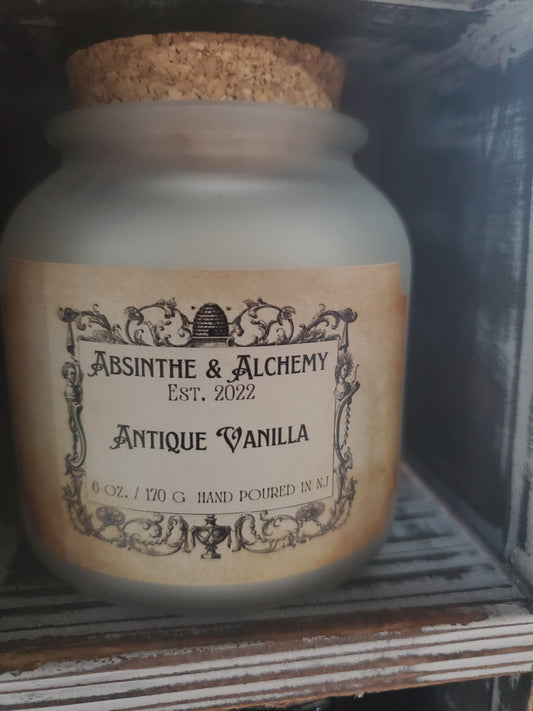 Absinthe & Alchemy
Est. 2022
Antique Vanilla
6 oz. / 170 g Hand poured in NJ